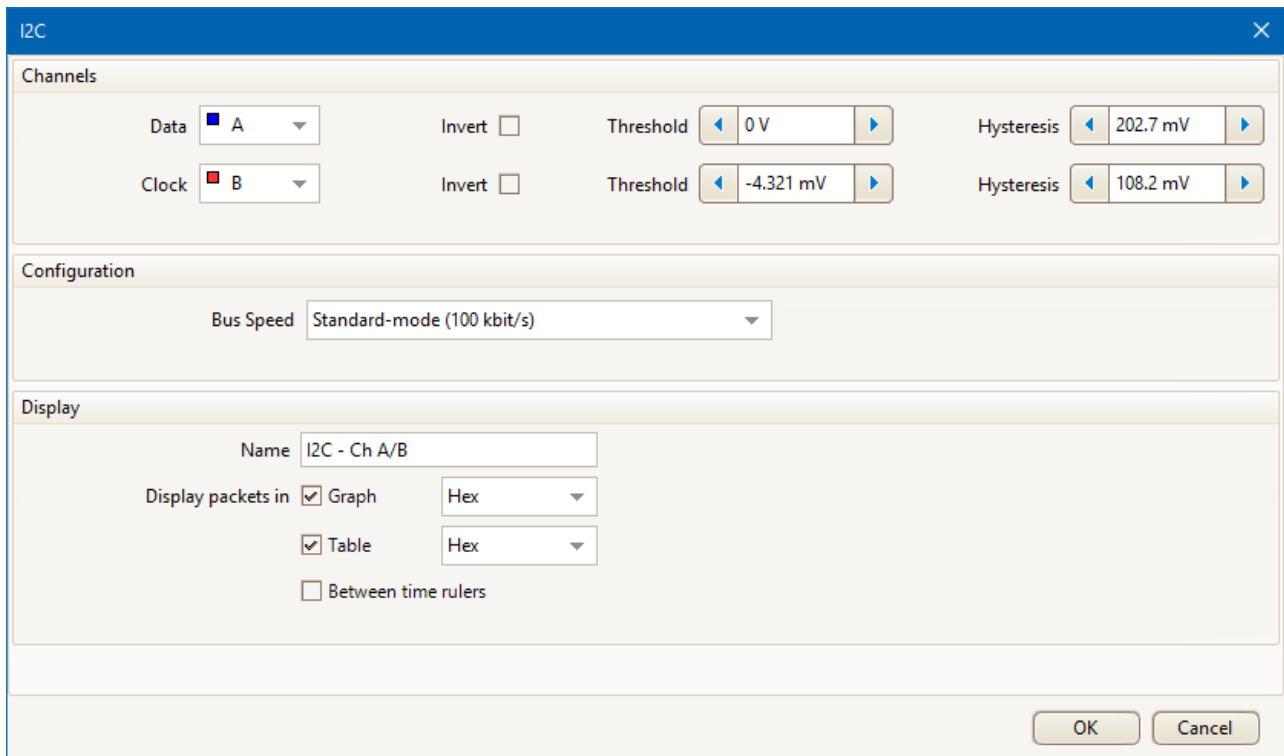 I2C
Channels
Data A Invert Threshold 0 V Hysteresis 202.7 mV
Clock B Invert Threshold -4.321 mV Hysteresis 108.2 mV
Configuration
Bus Speed Standard-mode (100 kbit/s)
Display
Name I2C - Ch A/B
Display packets in Graph Hex
Table Hex
Between time rulers
OK Cancel